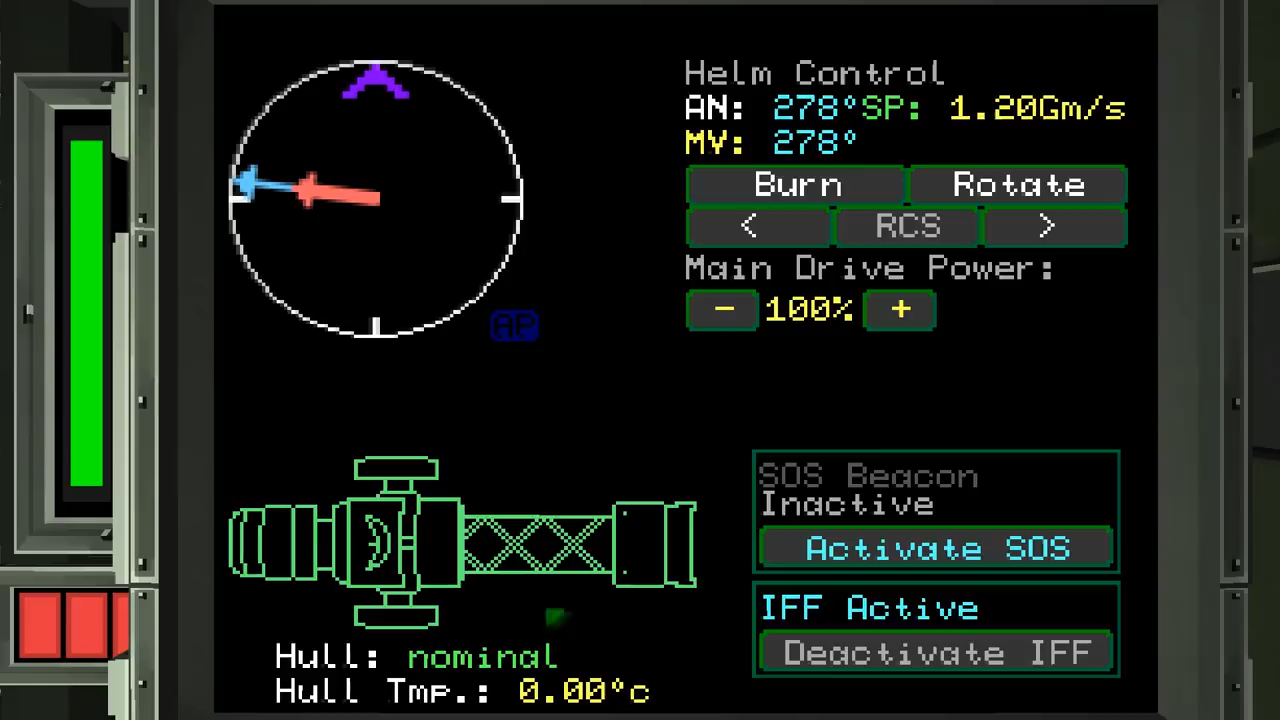 Helm Control
AN: 278° SP: 1.20Gm/s
MV: 278°
Burn Rotate
< RCS >
Main Drive Power:
- 100% +
AP
SOS Beacon
Inactive
Activate SOS
IFF Active
Deactivate IFF
Hull: nominal
Hull Tmp.: 0.00°c